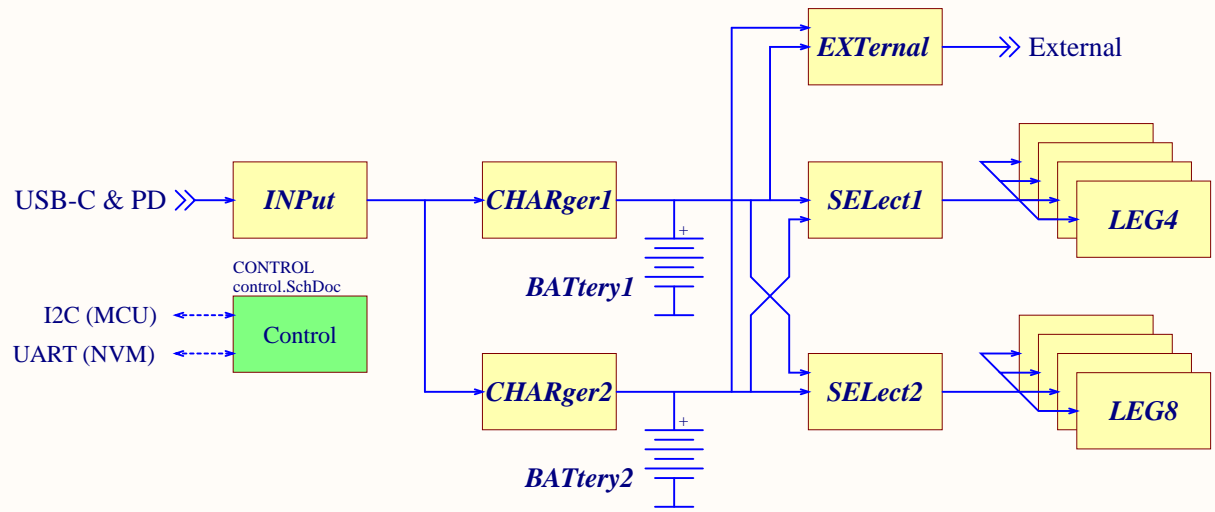 EXTernal
External
USB-C & PD
INPut
CHARger1
SELect1
LEG4
+
BATtery1
CONTROL
control.SchDoc
Control
I2C (MCU)
UART (NVM)
CHARger2
SELect2
LEG8
+
BATtery2